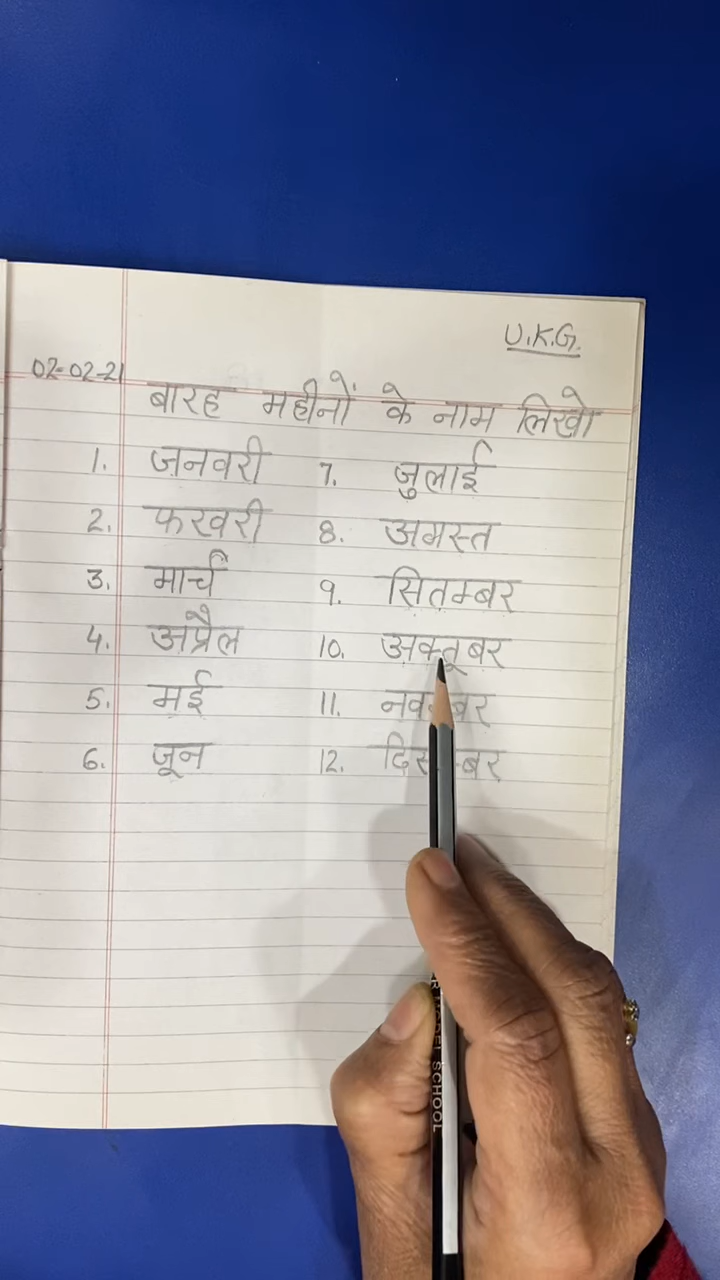 U.K.G.
02-02-21
बारह महीनों के नाम लिखो
1. जनवरी 7. जुलाई
2. फरवरी 8. अगस्त
3. मार्च 9. सितम्बर
4. अप्रैल 10. अक्तूबर
5. मई 11.
6. जून 12.
MODEL SCHOOL